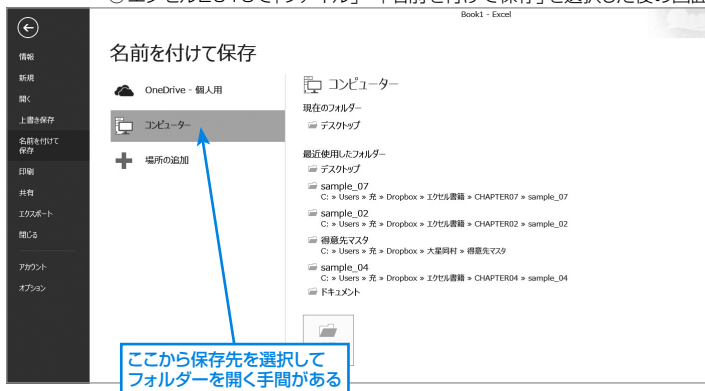 Book1 - Excel
情報
新規
開く
上書き保存
名前を付けて
保存
印刷
共有
エクスポート
閉じる
アカウント
オプション
名前を付けて保存
OneDrive - 個人用
コンピューター
場所の追加
コンピューター
現在のフォルダー
デスクトップ
最近使用したフォルダー
デスクトップ
sample_07
C: » Users » 充 » Dropbox » エクセル書籍 » CHAPTER07 » sample_07
sample_02
C: » Users » 充 » Dropbox » エクセル書籍 » CHAPTER02 » sample_02
得意先マスタ
C: » Users » 充 » Dropbox » 大星岡村 » 得意先マスタ
sample_04
C: » Users » 充 » Dropbox » エクセル書籍 » CHAPTER04 » sample_04
ドキュメント
ここから保存先を選択して
フォルダーを開く手間がある